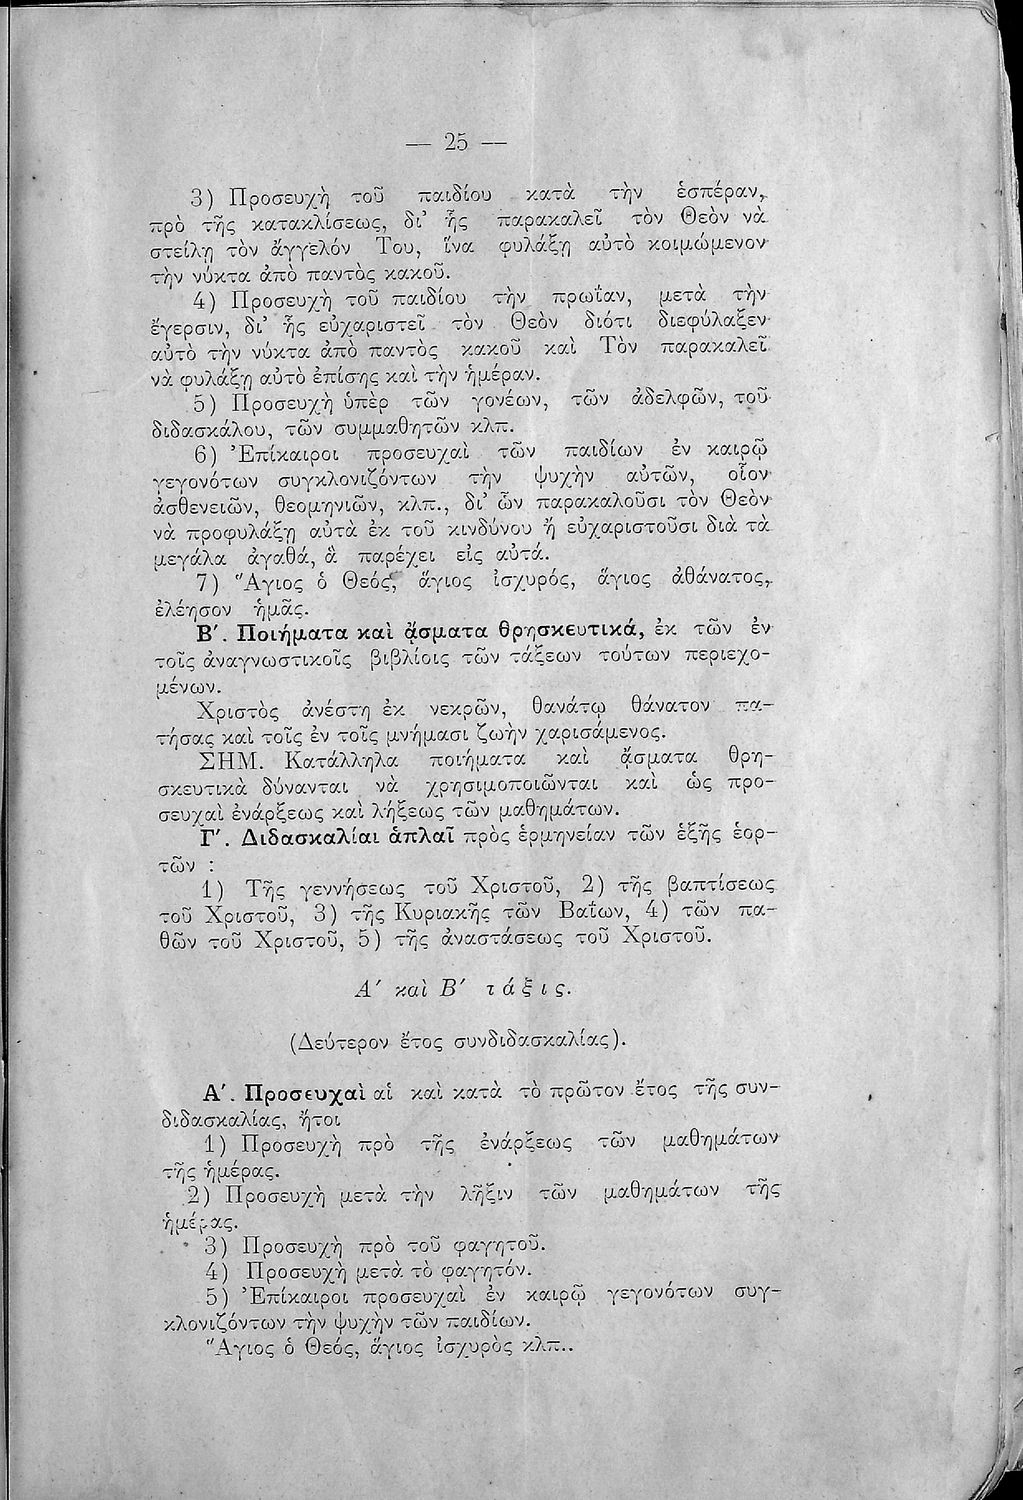 — 25 —
3) Προσευχὴ τοῦ παιδίου κατὰ τὴν ἑσπέραν,
πρὸ τῆς κατακλίσεως, δι’ ἧς παρακαλεῖ τὸν Θεὸν νὰ
στείλῃ τὸν ἄγγελόν Του, ἵνα φυλάξῃ αὐτὸ κοιμώμενον
τὴν νύκτα ἀπὸ παντὸς κακοῦ.
4) Προσευχὴ τοῦ παιδίου τὴν πρωΐαν, μετὰ τὴν
ἔγερσιν, δι’ ἧς εὐχαριστεῖ τὸν Θεὸν διότι διεφύλαξεν
αὐτὸ τὴν νύκτα ἀπὸ παντὸς κακοῦ καὶ Τὸν παρακαλεῖ
νὰ φυλάξῃ αὐτὸ ἐπίσης καὶ τὴν ἡμέραν.
5) Προσευχὴ ὑπὲρ τῶν γονέων, τῶν ἀδελφῶν, τοῦ
διδασκάλου, τῶν συμμαθητῶν κλπ.
6) Ἐπίκαιροι προσευχαὶ τῶν παιδίων ἐν καιρῷ
γεγονότων συγκλονιζόντων τὴν ψυχὴν αὐτῶν, οἷον
ἀσθενειῶν, θεομηνιῶν, κλπ., δι’ ὧν παρακαλοῦσι τὸν Θεὸν
νὰ προφυλάξῃ αὐτὰ ἐκ τοῦ κινδύνου ἢ εὐχαριστοῦσι διὰ τὰ
μεγάλα ἀγαθά, ἃ παρέχει εἰς αὐτά.
7) Ἅγιος ὁ Θεός, ἅγιος ἰσχυρός, ἅγιος ἀθάνατος,
ἐλέησον ἡμᾶς.
Β’. Ποιήματα καὶ ᾄσματα θρησκευτικά, ἐκ τῶν ἐν
τοῖς ἀναγνωστικοῖς βιβλίοις τῶν τάξεων τούτων περιεχο-
μένων.
Χριστὸς ἀνέστη ἐκ νεκρῶν, θανάτῳ θάνατον πα-
τήσας καὶ τοῖς ἐν τοῖς μνήμασι ζωὴν χαρισάμενος.
ΣΗΜ. Κατάλληλα ποιήματα καὶ ᾄσματα θρη-
σκευτικὰ δύνανται νὰ χρησιμοποιῶνται καὶ ὡς προ-
σευχαὶ ἐνάρξεως καὶ λήξεως τῶν μαθημάτων.
Γ’. Διδασκαλίαι ἁπλαῖ πρὸς ἑρμηνείαν τῶν ἑξῆς ἑορ-
τῶν :
1) Τῆς γεννήσεως τοῦ Χριστοῦ, 2) τῆς βαπτίσεως
τοῦ Χριστοῦ, 3) τῆς Κυριακῆς τῶν Βαΐων, 4) τῶν πα-
θῶν τοῦ Χριστοῦ, 5) τῆς ἀναστάσεως τοῦ Χριστοῦ.
Α’ καὶ Β’ τάξις.
(Δεύτερον ἔτος συνδιδασκαλίας).
Α’. Προσευχαὶ αἱ καὶ κατὰ τὸ πρῶτον ἔτος τῆς συν-
διδασκαλίας, ἤτοι
1) Προσευχὴ πρὸ τῆς ἐνάρξεως τῶν μαθημάτων
τῆς ἡμέρας.
2) Προσευχὴ μετὰ τὴν λῆξιν τῶν μαθημάτων τῆς
ἡμέρας.
3) Προσευχὴ πρὸ τοῦ φαγητοῦ.
4) Προσευχὴ μετὰ τὸ φαγητόν.
5) Ἐπίκαιροι προσευχαὶ ἐν καιρῷ γεγονότων συγ-
κλονιζόντων τὴν ψυχὴν τῶν παιδίων.
Ἅγιος ὁ Θεός, ἅγιος ἰσχυρὸς κλπ..